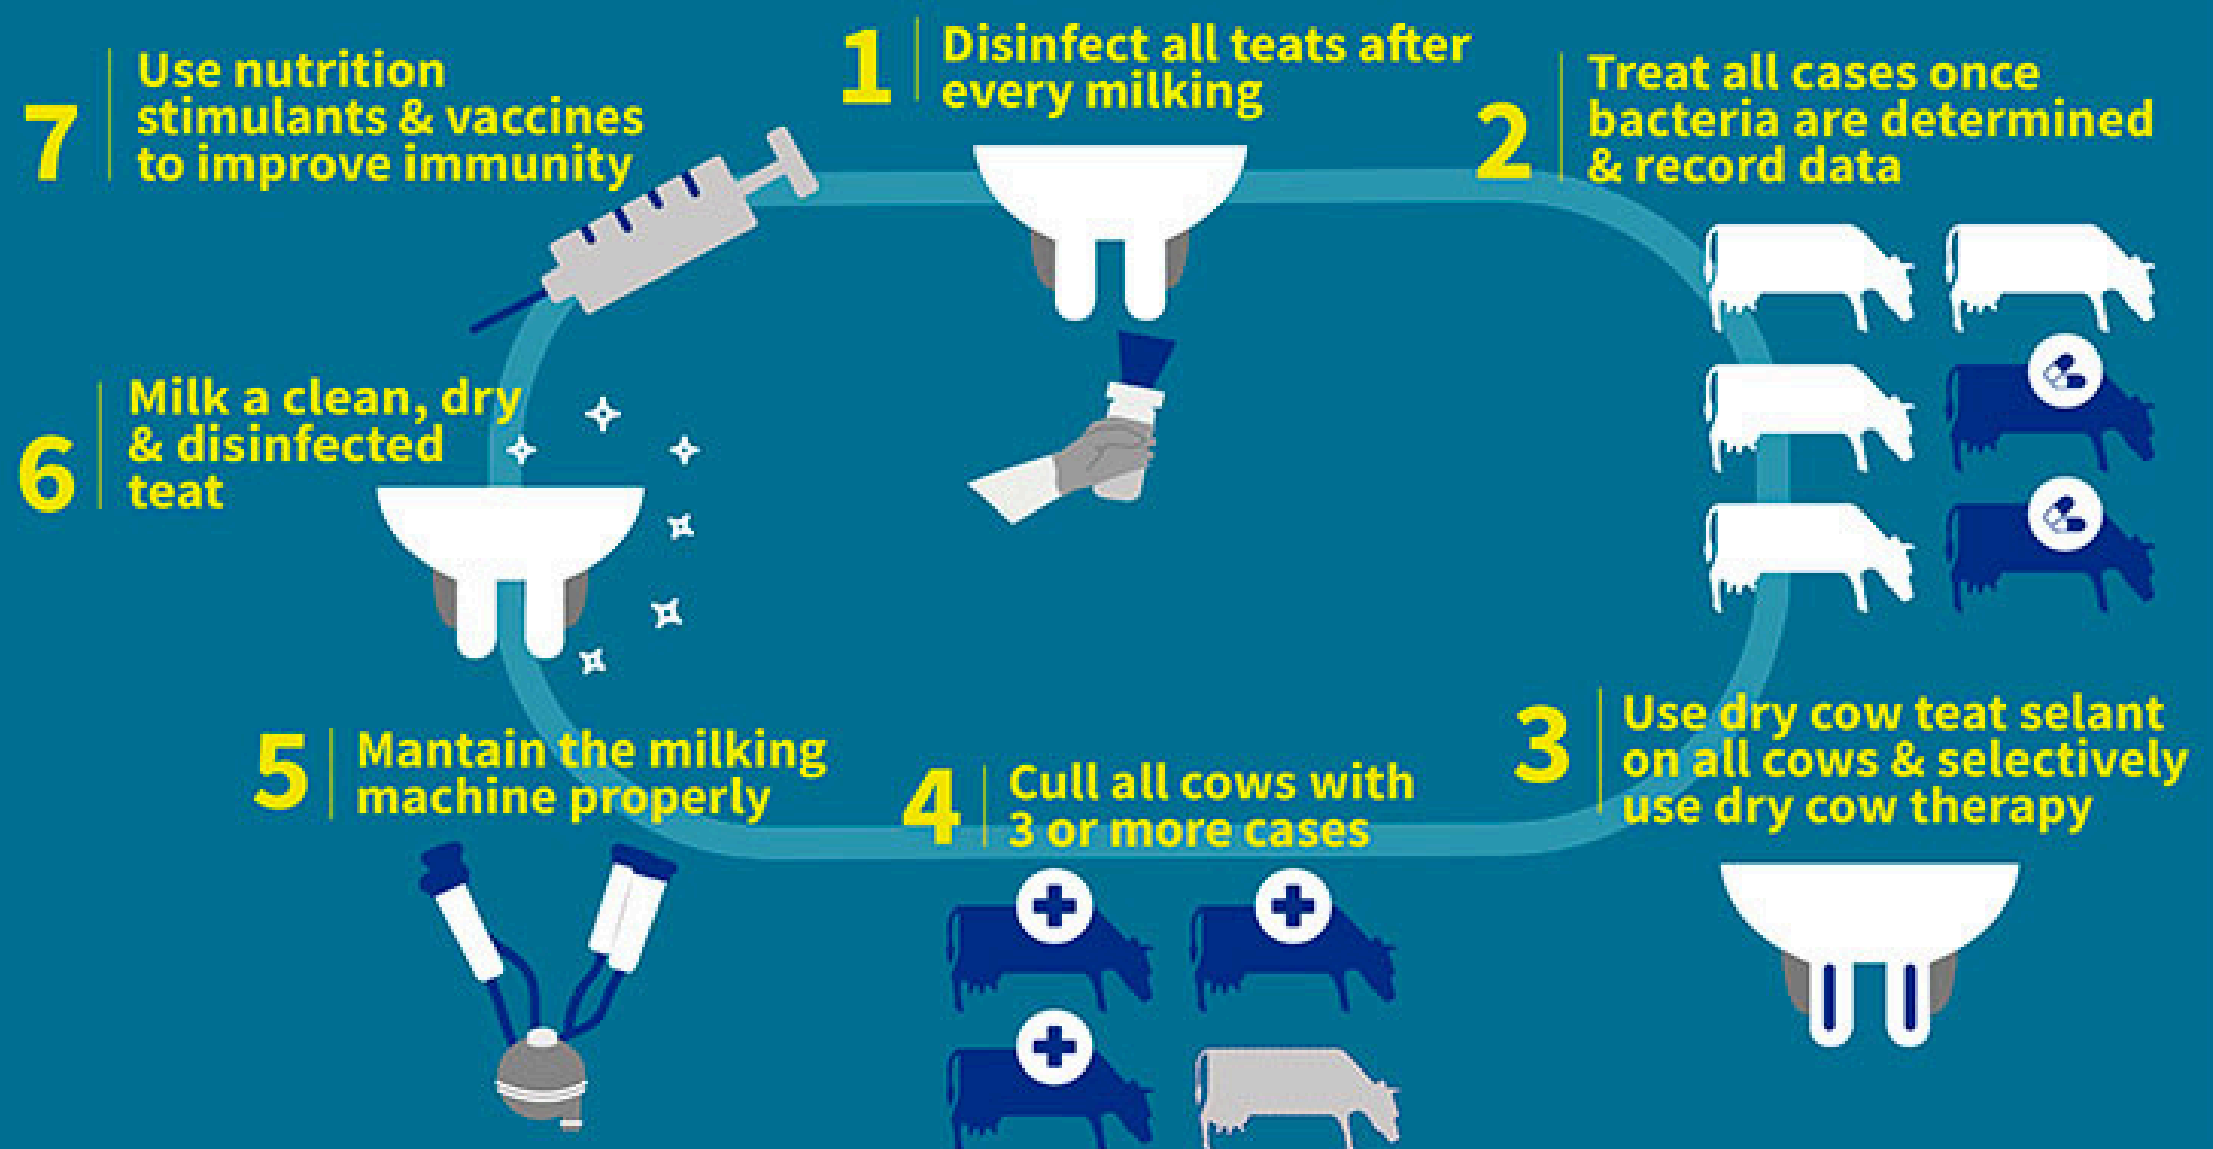 1
Disinfect all teats after
every milking
2
Treat all cases once
bacteria are determined
& record data
3
Use dry cow teat selant
on all cows & selectively
use dry cow therapy
4
Cull all cows with
3 or more cases
5
Mantain the milking
machine properly
6
Milk a clean, dry
& disinfected
teat
7
Use nutrition
stimulants & vaccines
to improve immunity